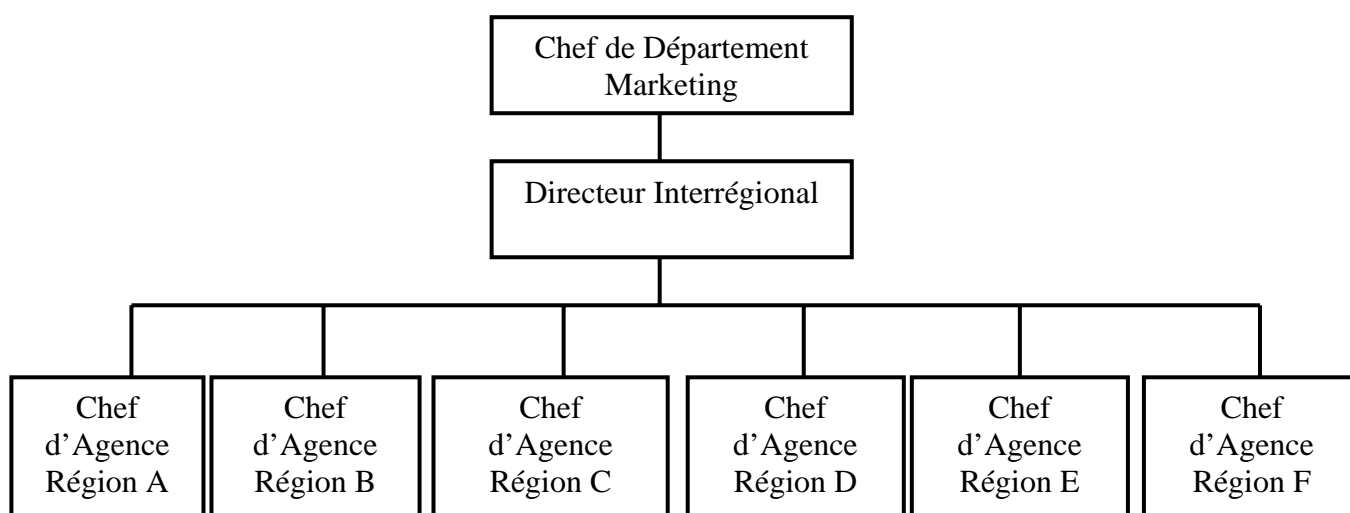 Chef de Département
Marketing
Directeur Interrégional
Chef
d’Agence
Région A
Chef
d’Agence
Région B
Chef
d’Agence
Région C
Chef
d’Agence
Région D
Chef
d’Agence
Région E
Chef
d’Agence
Région F